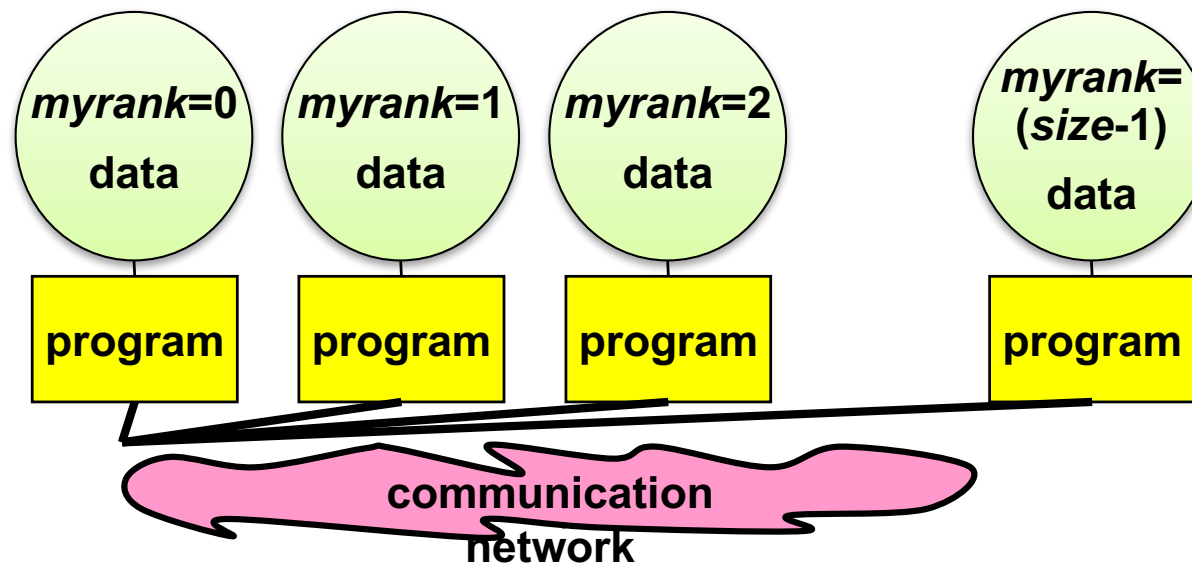 myrank=0
data
myrank=1
data
myrank=2
data
myrank=
(size-1)
data
program
program
program
program
communication
network